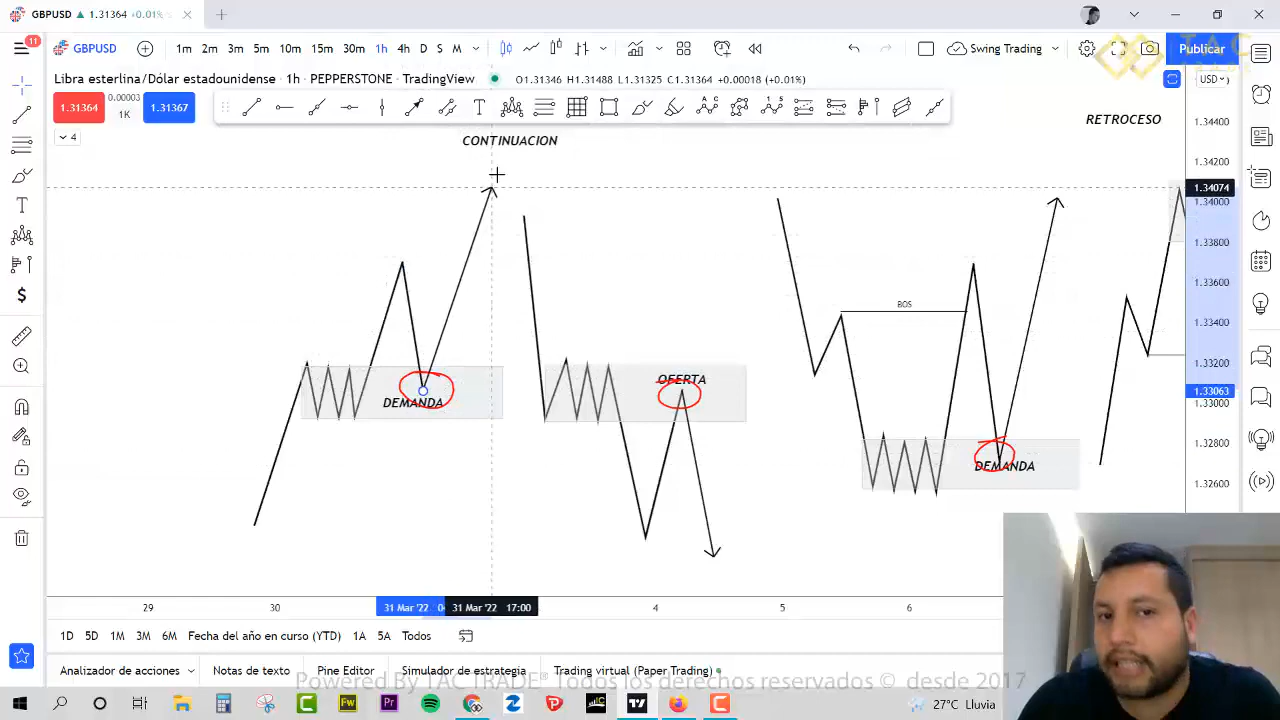 GBPUSD ▲ 1.31364 +0.01%
11
GBPUSD
1m 2m 3m 5m 10m 15m 30m 1h 4h D S M
Swing Trading
Publicar
Libra esterlina/Dólar estadounidense · 1h · PEPPERSTONE · TradingView
O1.31346 H1.31488 L1.31325 C1.31364 +0.00018 (+0.01%)
USD
1.31364
0.00003
1K
1.31367
4
CONTINUACION
RETROCESO
1.34400
1.34200
1.34074
1.34000
1.33800
1.33600
1.33400
1.33200
1.33063
1.33000
1.32800
1.32600
BOS
DEMANDA
OFERTA
DEMANDA
29
30
31 Mar '22
31 Mar '22 17:00
4
5
6
1D 5D 1M 3M 6M Fecha del año en curso (YTD) 1A 5A Todos
Analizador de acciones
Notas de texto
Pine Editor
Simulador de estrategia
Trading virtual (Paper Trading)
Powered By TAC TRADE® Todos los derechos reservados © desde 2017
27°C Lluvia